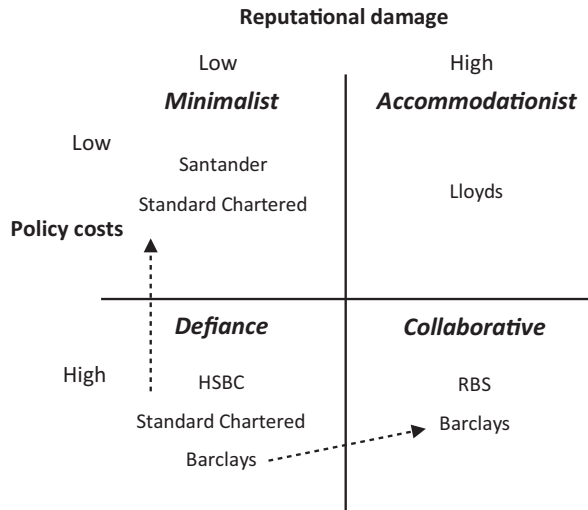 Reputational damage
Low High
Minimalist Accommodationist
Low
Santander
Standard Chartered Lloyds
Policy costs
Defiance Collaborative
High HSBC RBS
Standard Chartered Barclays
Barclays